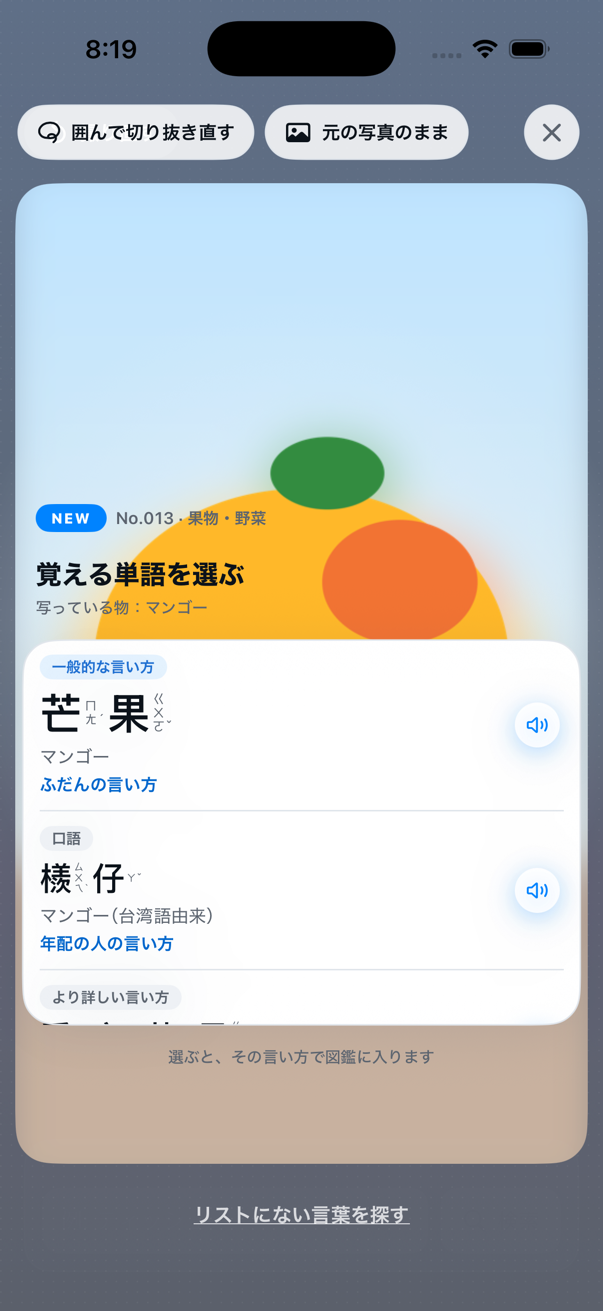 8:19
囲んで切り抜き直す
元の写真のまま
NEW No.013・果物・野菜
覚える単語を選ぶ
写っている物：マンゴー
一般的な言い方
芒ㄇㄤˊ果ㄍㄨㄛˇ
マンゴー
ふだんの言い方
口語
檨ㄙㄨㄟ仔ㄚˇ
マンゴー（台湾語由来）
年配の人の言い方
より詳しい言い方
選ぶと、その言い方で図鑑に入ります
リストにない言葉を探す